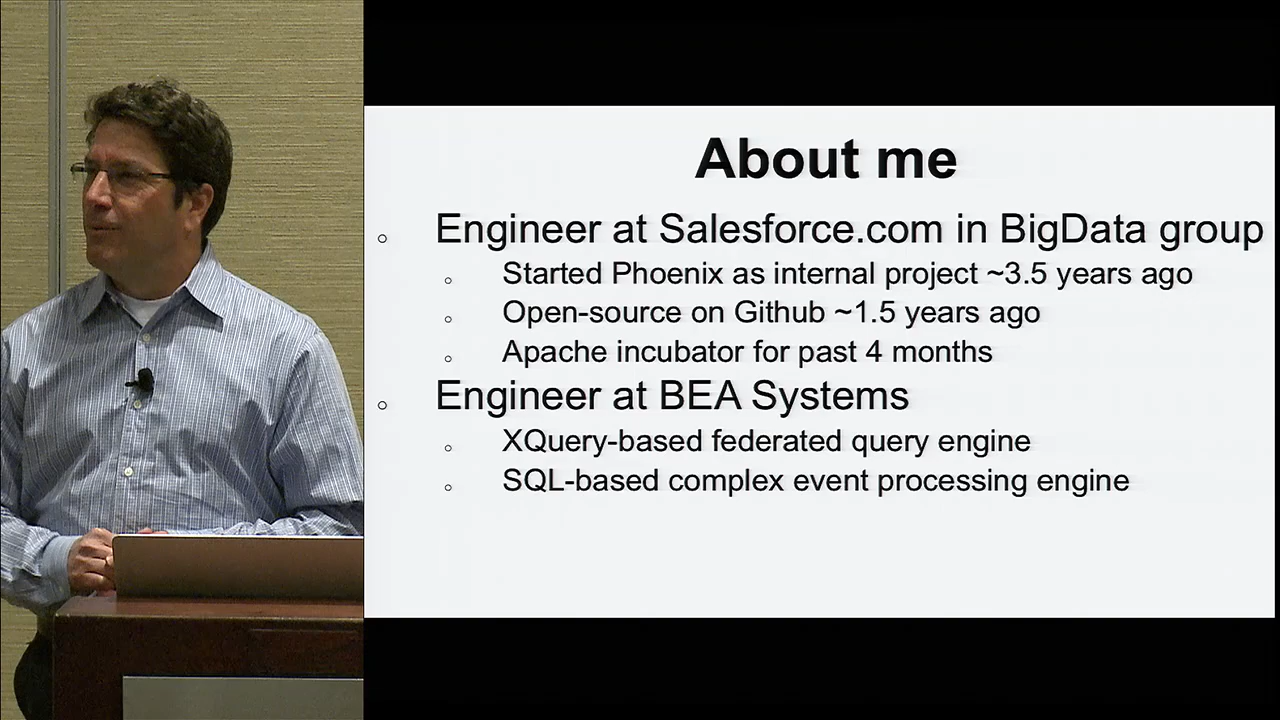 About me
Engineer at Salesforce.com in BigData group
Started Phoenix as internal project ~3.5 years ago
Open-source on Github ~1.5 years ago
Apache incubator for past 4 months
Engineer at BEA Systems
XQuery-based federated query engine
SQL-based complex event processing engine